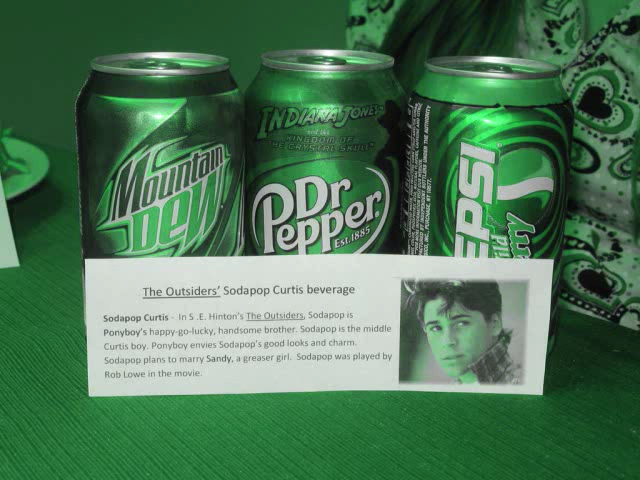 Mountain
Dew
INDIANA JONES
and the
KINGDOM OF
THE CRYSTAL SKULL
Dr
Pepper
Est. 1885
EPSI
The Outsiders' Sodapop Curtis beverage
Sodapop Curtis - In S .E. Hinton's The Outsiders, Sodapop is
Ponyboy's happy-go-lucky, handsome brother. Sodapop is the middle
Curtis boy. Ponyboy envies Sodapop's good looks and charm.
Sodapop plans to marry Sandy, a greaser girl. Sodapop was played by
Rob Lowe in the movie.